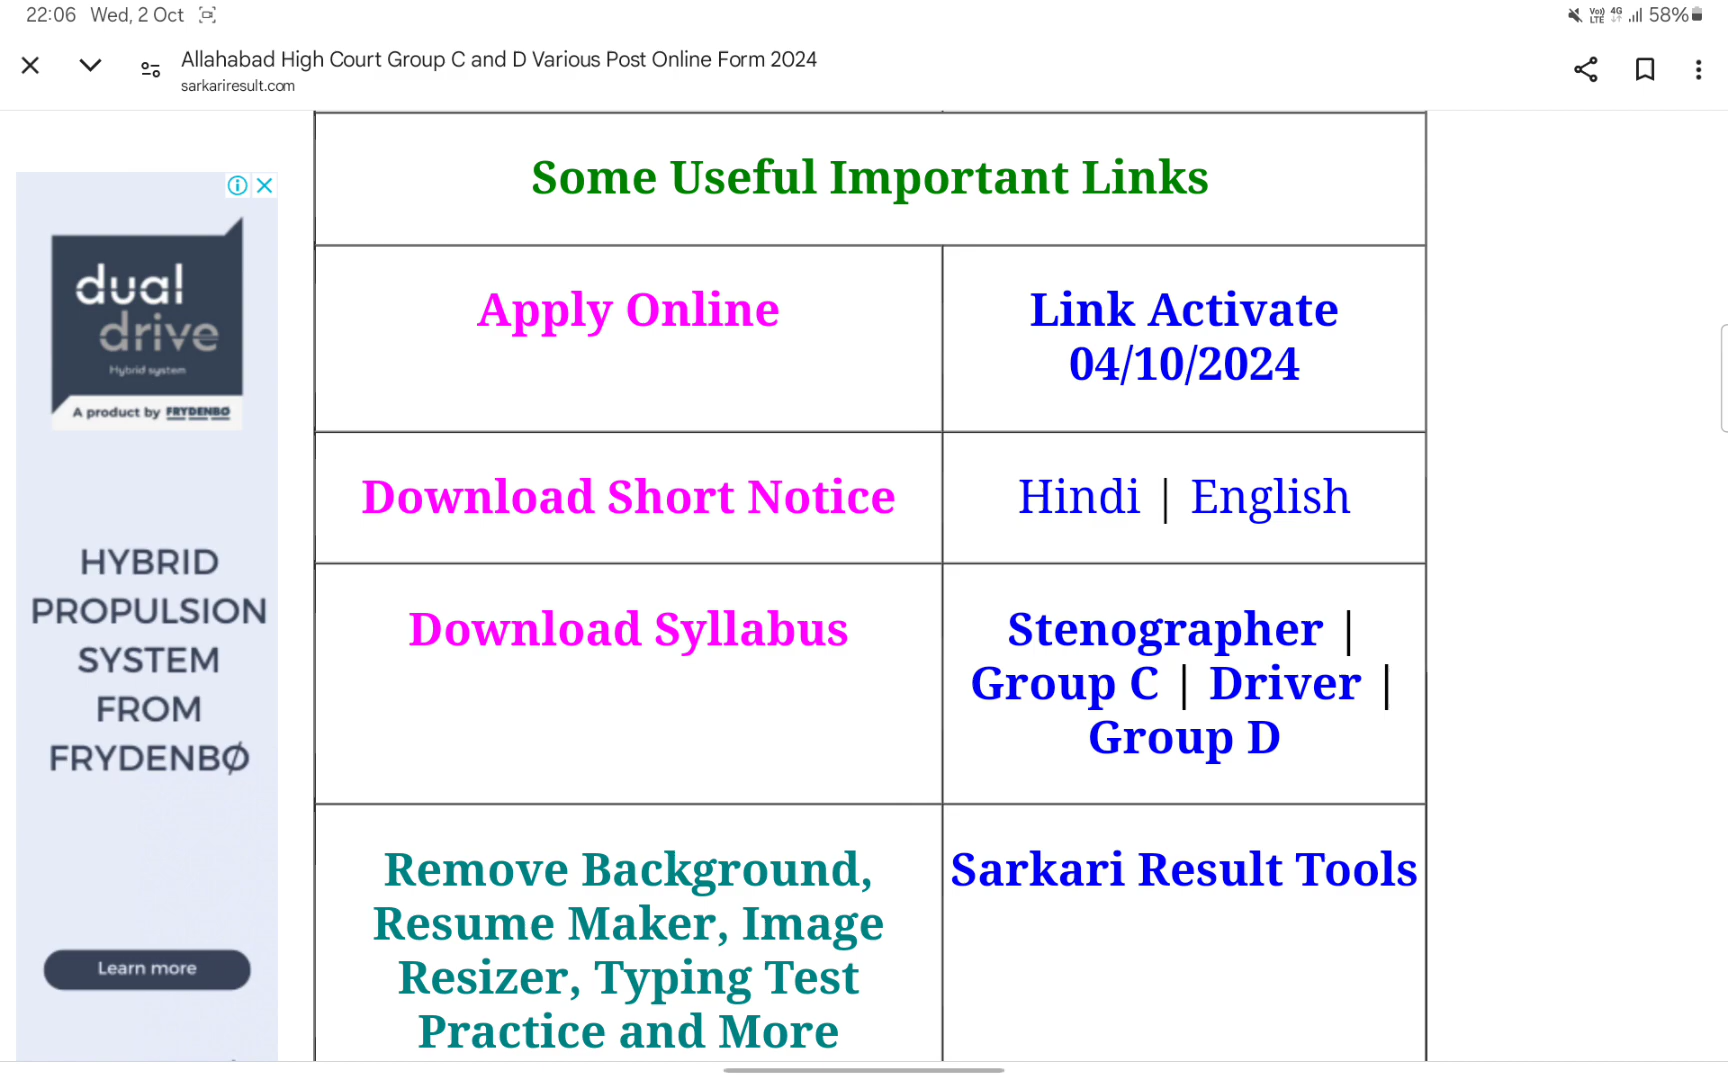 22:06 Wed, 2 Oct
58%
Allahabad High Court Group C and D Various Post Online Form 2024
sarkariresult.com
dual
drive
Hybrid system
A product by FRYDENBØ
HYBRID
PROPULSION
SYSTEM
FROM
FRYDENBØ
Learn more
Some Useful Important Links
Apply Online
Link Activate
04/10/2024
Download Short Notice
Hindi | English
Download Syllabus
Stenographer |
Group C | Driver |
Group D
Remove Background,
Resume Maker, Image
Resizer, Typing Test
Practice and More
Sarkari Result Tools